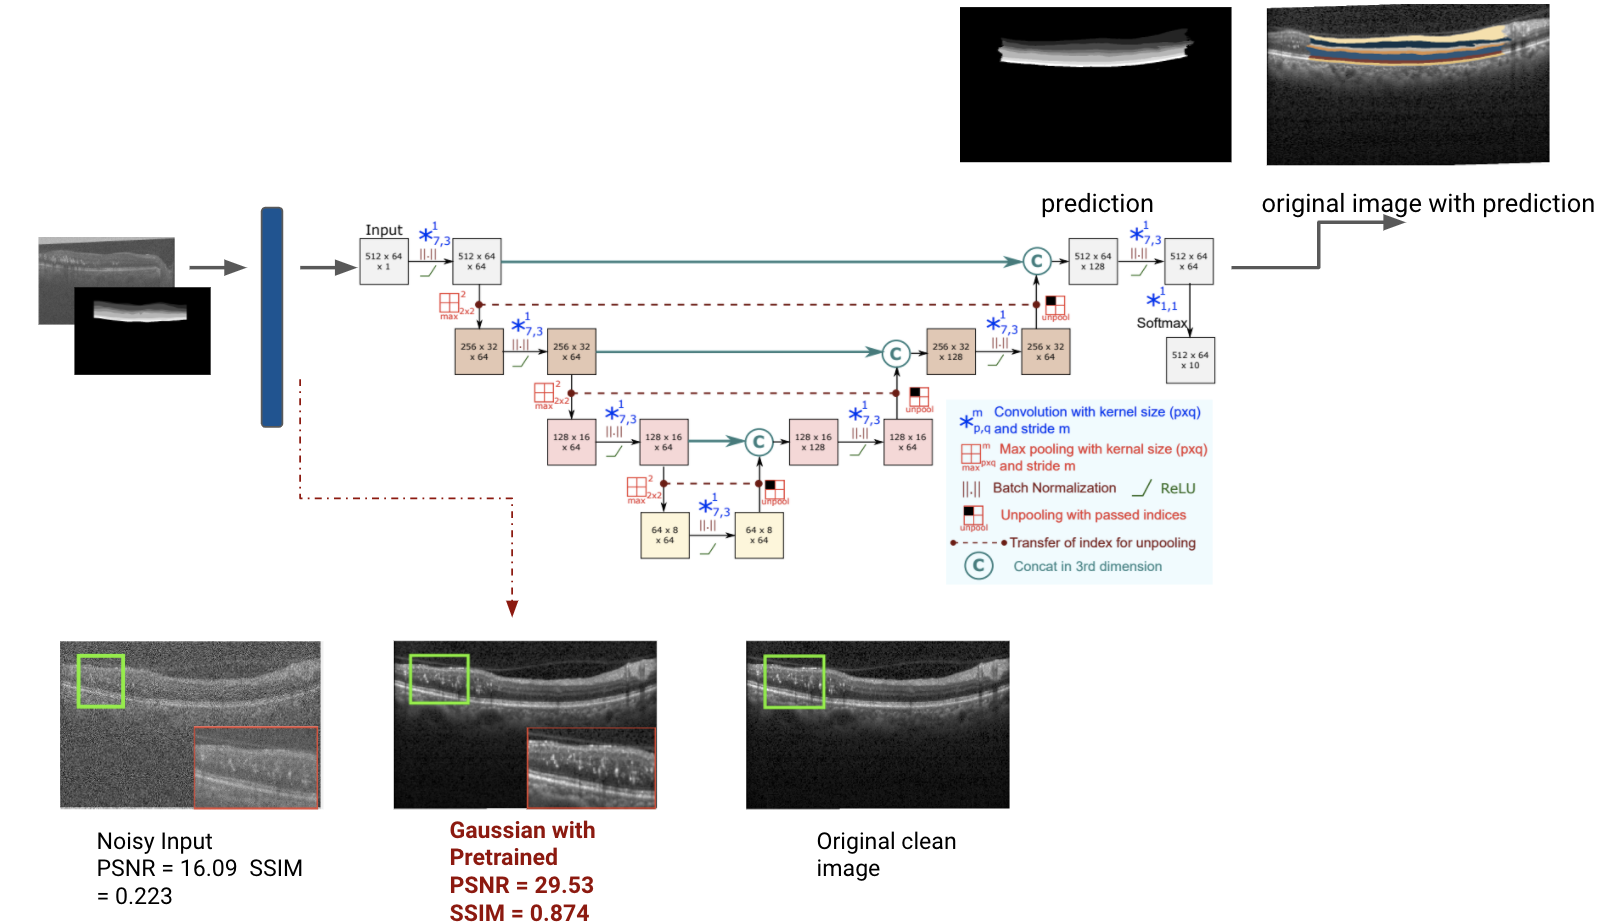 prediction
original image with prediction
Input
512 x 64
x 1
*1 7,3
512 x 64
x 64
C
512 x 64
x 128
*1 7,3
512 x 64
x 64
max 2 2x2
unpool
*1 1,1
Softmax
512 x 64
x 10
256 x 32
x 64
*1 7,3
256 x 32
x 64
C
256 x 32
x 128
*1 7,3
256 x 32
x 64
max 2 2x2
unpool
128 x 16
x 64
*1 7,3
128 x 16
x 64
C
128 x 16
x 128
*1 7,3
128 x 16
x 64
max 2 2x2
unpool
64 x 8
x 64
*1 7,3
64 x 8
x 64
*m p,q Convolution with kernel size (pxq)
and stride m
max m pxq Max pooling with kernal size (pxq)
and stride m
||.|| Batch Normalization ReLU
unpool Unpooling with passed indices
Transfer of index for unpooling
C Concat in 3rd dimension
Noisy Input
PSNR = 16.09 SSIM
= 0.223
Gaussian with
Pretrained
PSNR = 29.53
SSIM = 0.874
Original clean
image